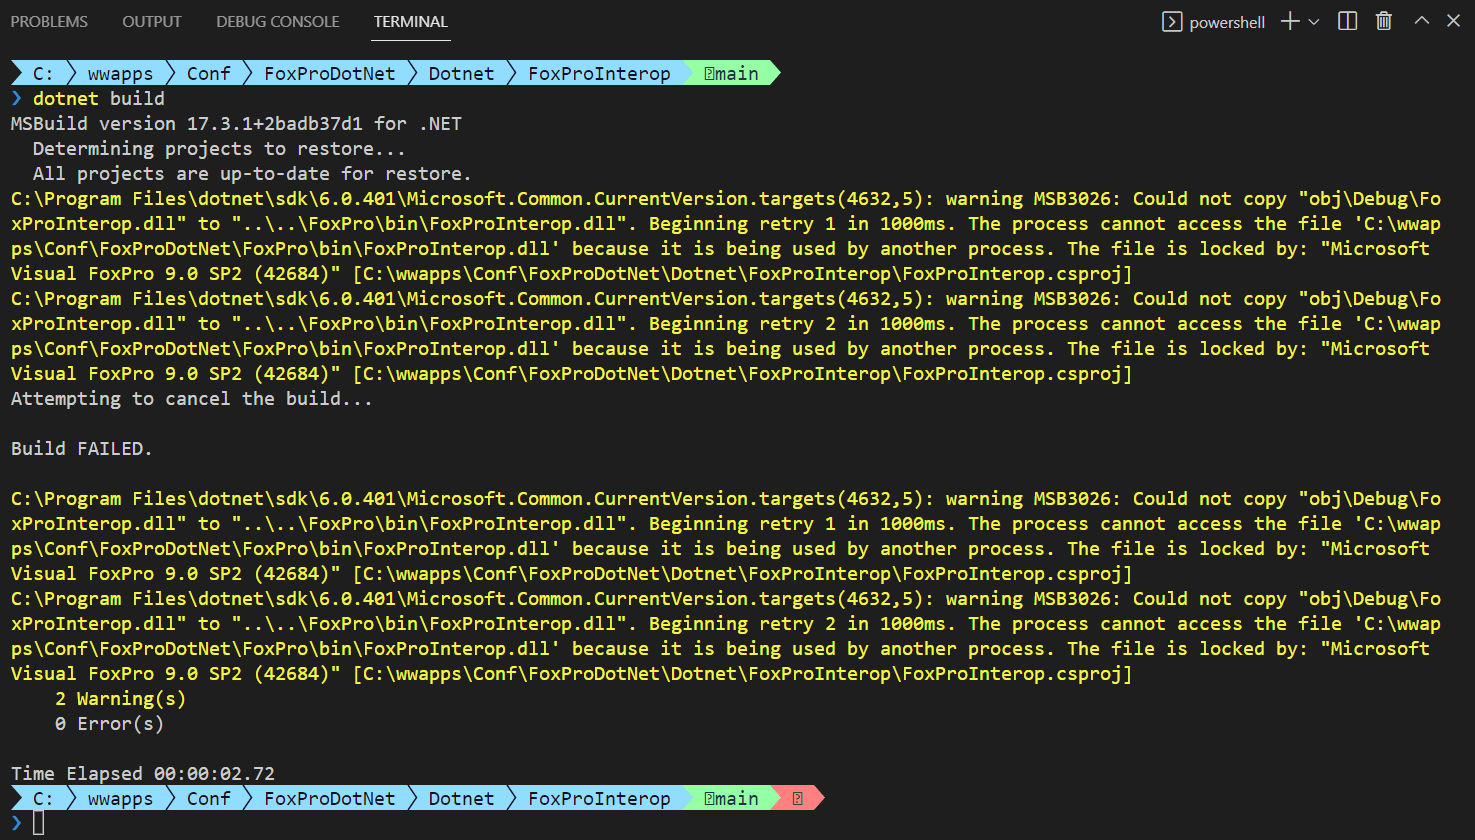 PROBLEMS OUTPUT DEBUG CONSOLE TERMINAL powershell
C: wwapps Conf FoxProDotNet Dotnet FoxProInterop main
❯ dotnet build
MSBuild version 17.3.1+2badb37d1 for .NET
Determining projects to restore...
All projects are up-to-date for restore.
C:\Program Files\dotnet\sdk\6.0.401\Microsoft.Common.CurrentVersion.targets(4632,5): warning MSB3026: Could not copy "obj\Debug\Fo
xProInterop.dll" to "..\..\FoxPro\bin\FoxProInterop.dll". Beginning retry 1 in 1000ms. The process cannot access the file 'C:\wwap
ps\Conf\FoxProDotNet\FoxPro\bin\FoxProInterop.dll' because it is being used by another process. The file is locked by: "Microsoft
Visual FoxPro 9.0 SP2 (42684)" [C:\wwapps\Conf\FoxProDotNet\Dotnet\FoxProInterop\FoxProInterop.csproj]
C:\Program Files\dotnet\sdk\6.0.401\Microsoft.Common.CurrentVersion.targets(4632,5): warning MSB3026: Could not copy "obj\Debug\Fo
xProInterop.dll" to "..\..\FoxPro\bin\FoxProInterop.dll". Beginning retry 2 in 1000ms. The process cannot access the file 'C:\wwap
ps\Conf\FoxProDotNet\FoxPro\bin\FoxProInterop.dll' because it is being used by another process. The file is locked by: "Microsoft
Visual FoxPro 9.0 SP2 (42684)" [C:\wwapps\Conf\FoxProDotNet\Dotnet\FoxProInterop\FoxProInterop.csproj]
Attempting to cancel the build...
Build FAILED.
C:\Program Files\dotnet\sdk\6.0.401\Microsoft.Common.CurrentVersion.targets(4632,5): warning MSB3026: Could not copy "obj\Debug\Fo
xProInterop.dll" to "..\..\FoxPro\bin\FoxProInterop.dll". Beginning retry 1 in 1000ms. The process cannot access the file 'C:\wwap
ps\Conf\FoxProDotNet\FoxPro\bin\FoxProInterop.dll' because it is being used by another process. The file is locked by: "Microsoft
Visual FoxPro 9.0 SP2 (42684)" [C:\wwapps\Conf\FoxProDotNet\Dotnet\FoxProInterop\FoxProInterop.csproj]
C:\Program Files\dotnet\sdk\6.0.401\Microsoft.Common.CurrentVersion.targets(4632,5): warning MSB3026: Could not copy "obj\Debug\Fo
xProInterop.dll" to "..\..\FoxPro\bin\FoxProInterop.dll". Beginning retry 2 in 1000ms. The process cannot access the file 'C:\wwap
ps\Conf\FoxProDotNet\FoxPro\bin\FoxProInterop.dll' because it is being used by another process. The file is locked by: "Microsoft
Visual FoxPro 9.0 SP2 (42684)" [C:\wwapps\Conf\FoxProDotNet\Dotnet\FoxProInterop\FoxProInterop.csproj]
2 Warning(s)
0 Error(s)
Time Elapsed 00:00:02.72
C: wwapps Conf FoxProDotNet Dotnet FoxProInterop main
❯